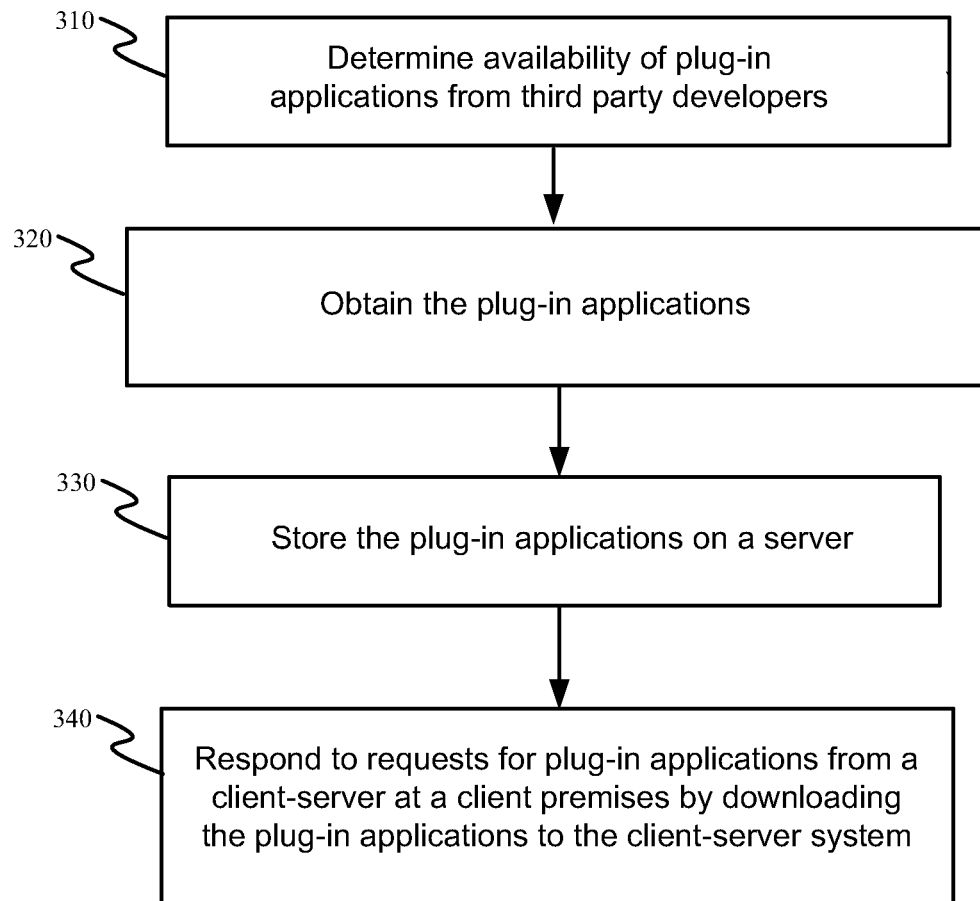 310
Determine availability of plug-in
applications from third party developers
320
Obtain the plug-in applications
330
Store the plug-in applications on a server
340
Respond to requests for plug-in applications from a
client-server at a client premises by downloading
the plug-in applications to the client-server system